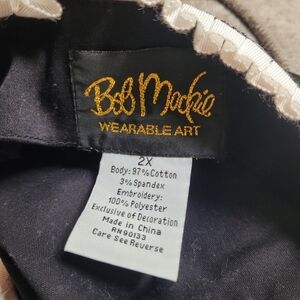 Bob Mackie
WEARABLE ART
2X
Body: 97% Cotton
3% Spandex
Embroidery:
100% Polyester
Exclusive of Decoration
Made in China
RN90133
Care See Reverse